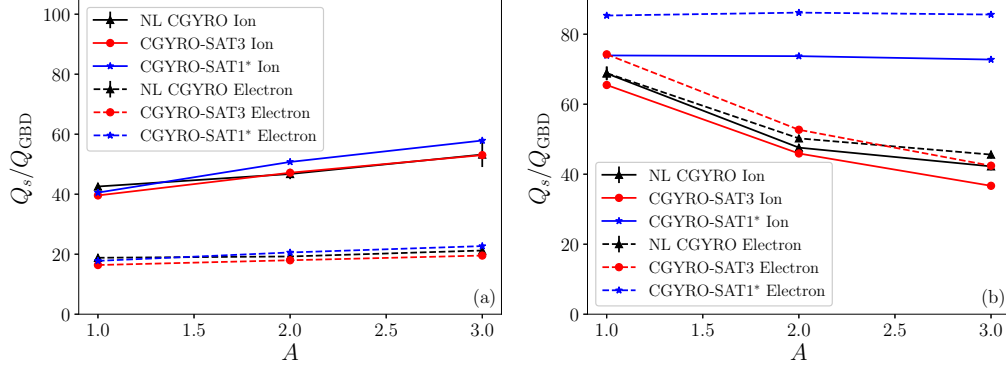 100
80
60
40
20
0
Q_s/Q_GBD
NL CGYRO Ion
CGYRO-SAT3 Ion
CGYRO-SAT1* Ion
NL CGYRO Electron
CGYRO-SAT3 Electron
CGYRO-SAT1* Electron
(a)
1.0 1.5 2.0 2.5 3.0
A
80
60
40
20
0
Q_s/Q_GBD
NL CGYRO Ion
CGYRO-SAT3 Ion
CGYRO-SAT1* Ion
NL CGYRO Electron
CGYRO-SAT3 Electron
CGYRO-SAT1* Electron
(b)
1.0 1.5 2.0 2.5 3.0
A